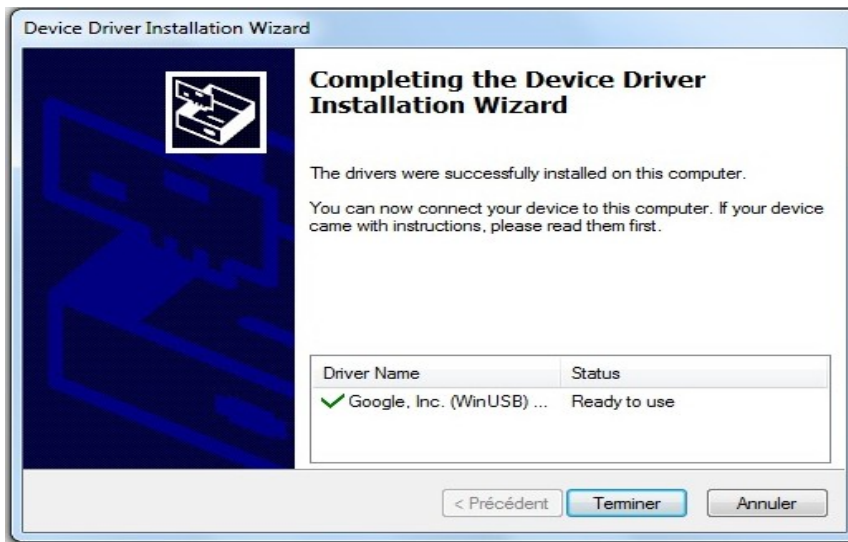 Device Driver Installation Wizard
Completing the Device Driver
Installation Wizard
The drivers were successfully installed on this computer.
You can now connect your device to this computer. If your device
came with instructions, please read them first.
Driver Name Status
Google, Inc. (WinUSB) ... Ready to use
< Précédent Terminer Annuler